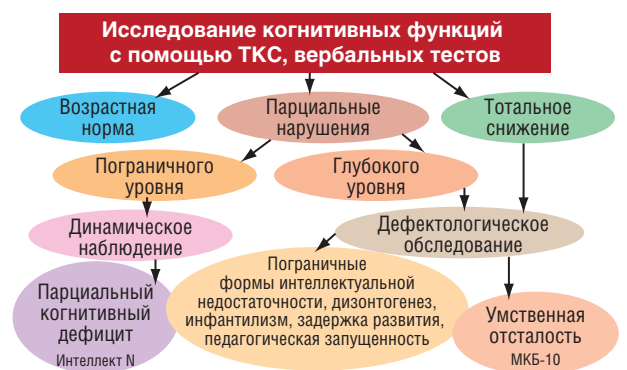 Исследование когнитивных функций
с помощью ТКС, вербальных тестов
Возрастная
норма
Парциальные
нарушения
Тотальное
снижение
Пограничного
уровня
Глубокого
уровня
Динамическое
наблюдение
Дефектологическое
обследование
Парциальный
когнитивный
дефицит
Интеллект N
Пограничные
формы интеллектуальной
недостаточности, дизонтогенез,
инфантилизм, задержка развития,
педагогическая запущенность
Умственная
отсталость
МКБ-10